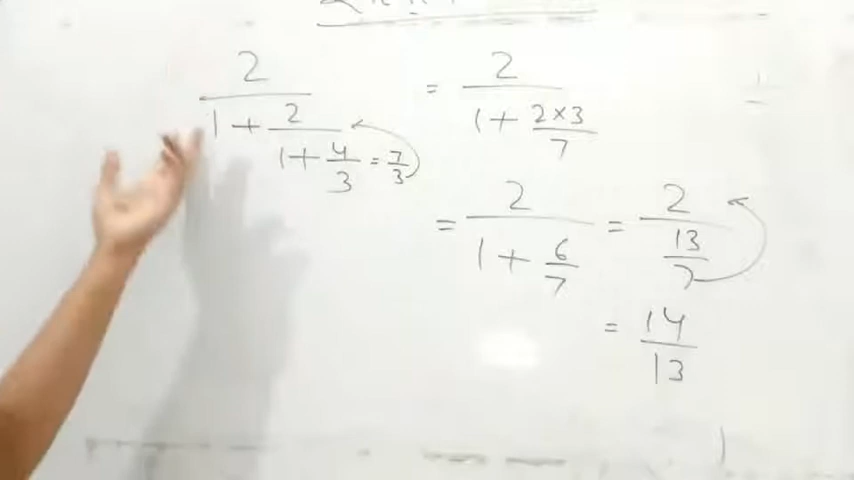 2/(1 + 2/(1 + 4/3 = 7/3)) = 2/(1 + (2×3)/7)
= 2/(1 + 6/7) = 2/(13/7)
= 14/13